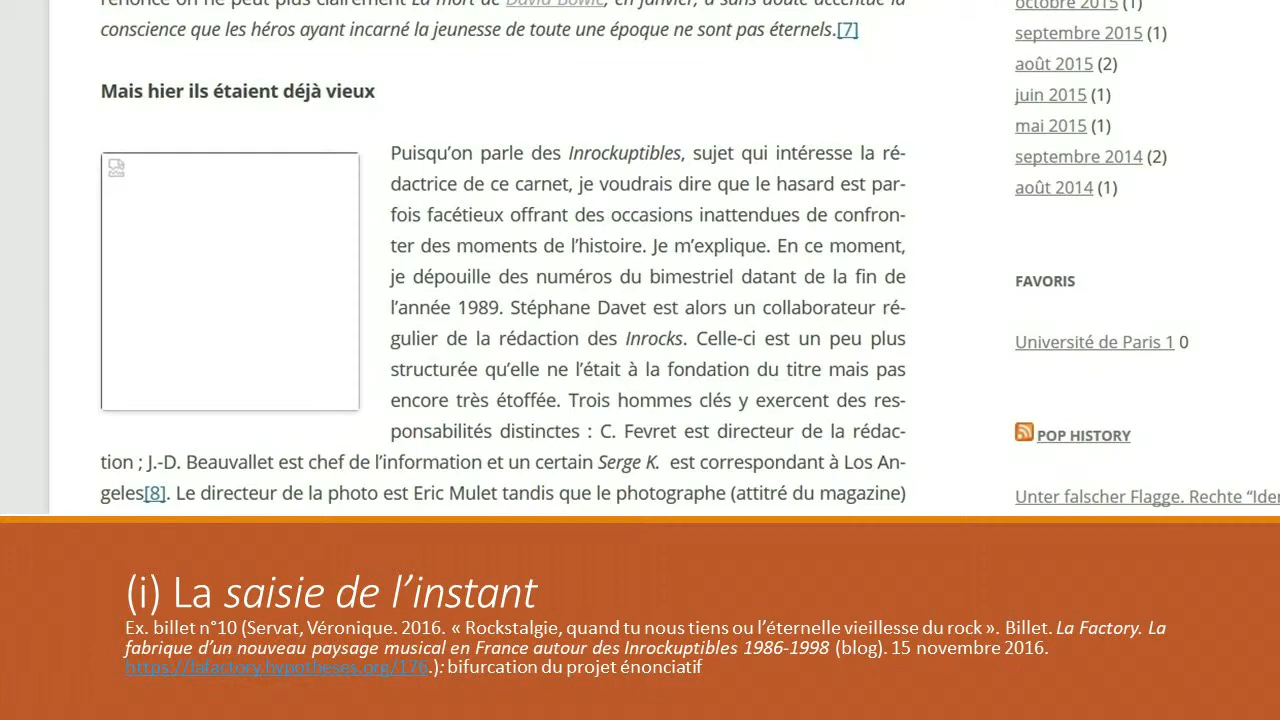 renonce on ne peut plus clairement La mort de David Bowie, en janvier, a sans doute accentué la
conscience que les héros ayant incarné la jeunesse de toute une époque ne sont pas éternels.[7]
Mais hier ils étaient déjà vieux
Puisqu’on parle des Inrockuptibles, sujet qui intéresse la ré-
dactrice de ce carnet, je voudrais dire que le hasard est par-
fois facétieux offrant des occasions inattendues de confron-
ter des moments de l’histoire. Je m’explique. En ce moment,
je dépouille des numéros du bimestriel datant de la fin de
l’année 1989. Stéphane Davet est alors un collaborateur ré-
gulier de la rédaction des Inrocks. Celle-ci est un peu plus
structurée qu’elle ne l’était à la fondation du titre mais pas
encore très étoffée. Trois hommes clés y exercent des res-
ponsabilités distinctes : C. Fevret est directeur de la rédac-
tion ; J.-D. Beauvallet est chef de l’information et un certain Serge K. est correspondant à Los An-
geles[8]. Le directeur de la photo est Eric Mulet tandis que le photographe (attitré du magazine)
octobre 2015 (1)
septembre 2015 (1)
août 2015 (2)
juin 2015 (1)
mai 2015 (1)
septembre 2014 (2)
août 2014 (1)
FAVORIS
Université de Paris 1 0
POP HISTORY
Unter falscher Flagge. Rechte “Iden
(i) La saisie de l’instant
Ex. billet n°10 (Servat, Véronique. 2016. « Rockstalgie, quand tu nous tiens ou l’éternelle vieillesse du rock ». Billet. La Factory. La
fabrique d’un nouveau paysage musical en France autour des Inrockuptibles 1986-1998 (blog). 15 novembre 2016.
https://lafactory.hypotheses.org/176.): bifurcation du projet énonciatif